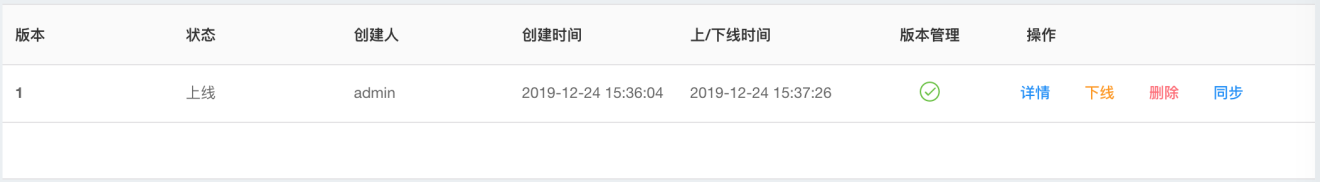 版本 状态 创建人 创建时间 上/下线时间 版本管理 操作
1 上线 admin 2019-12-24 15:36:04 2019-12-24 15:37:26 详情 下线 删除 同步